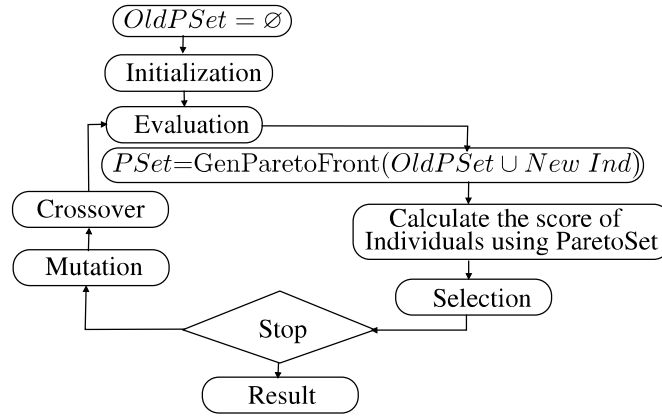 OldPSet = ∅
Initialization
Evaluation
PSet=GenParetoFront(OldPSet ∪ New Ind)
Crossover
Calculate the score of
Individuals using ParetoSet
Mutation
Selection
Stop
Result